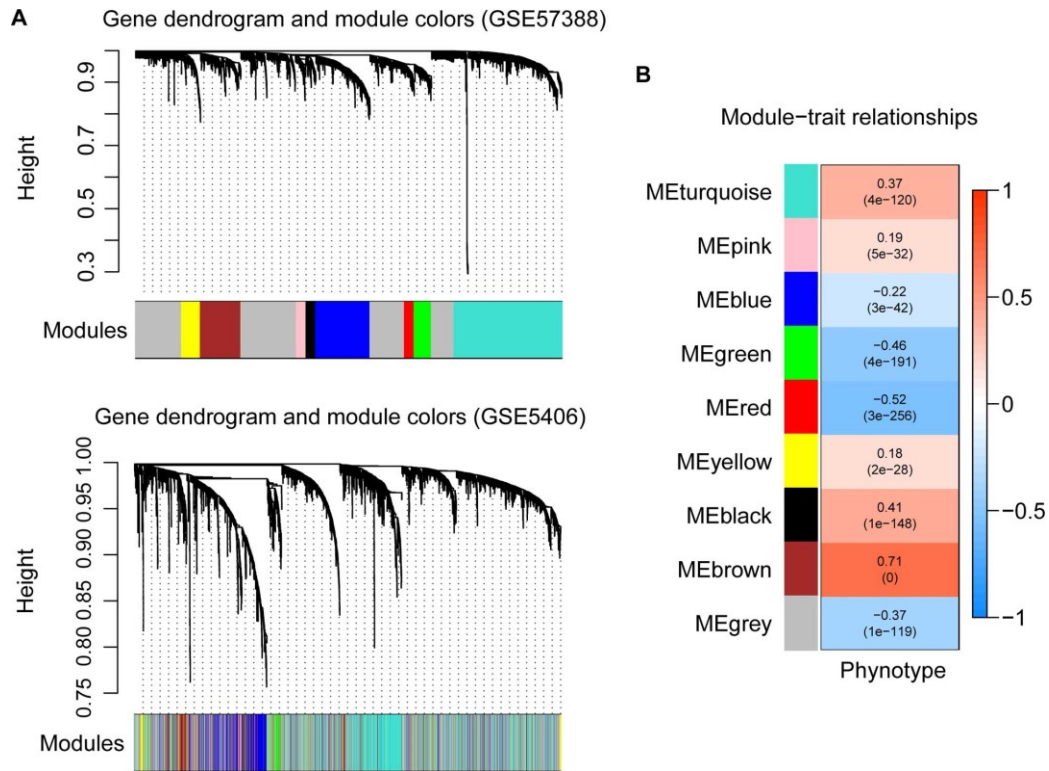 A
Gene dendrogram and module colors (GSE57388)
Height
0.9
0.7
0.5
0.3
Modules
Gene dendrogram and module colors (GSE5406)
Height
1.00
0.95
0.90
0.85
0.80
0.75
Modules
B
Module−trait relationships
MEturquoise
0.37
(4e−120)
MEpink
0.19
(5e−32)
MEblue
−0.22
(3e−42)
MEgreen
−0.46
(4e−191)
MEred
−0.52
(3e−256)
MEyellow
0.18
(2e−28)
MEblack
0.41
(1e−148)
MEbrown
0.71
(0)
MEgrey
−0.37
(1e−119)
Phynotype
1
0.5
0
−0.5
−1